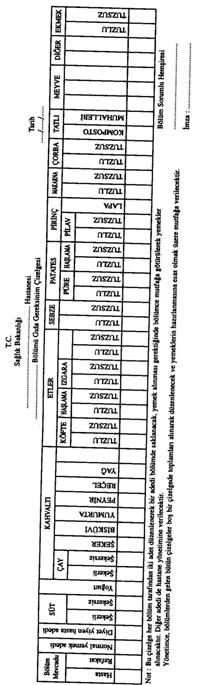 T.C.
Sağlık Bakanlığı
Hastanesi
Bölümü Gıda Gereksinim Çizelgesi
Tarih
..../..../....
Bölüm Mevcudu
Hasta
Refakat
Normal yemek adedi
Diyet yiyen hasta adedi
SÜT
Şekerli
Şekersiz
Yoğurt
KAHVALTI
ÇAY
Şekerli
Şekersiz
ŞEKER
BİSKÜVİ
YUMURTA
PEYNİR
REÇEL
YAĞ
ETLER
KÖFTE
TUZLU
TUZSUZ
HAŞLAMA
TUZLU
TUZSUZ
IZGARA
TUZLU
TUZSUZ
SEBZE
TUZLU
TUZSUZ
PATATES
PÜRE
TUZLU
TUZSUZ
HAŞLAMA
TUZLU
TUZSUZ
PİRİNÇ
PİLAV
TUZLU
TUZSUZ
LAPA
MAKARNA
TUZLU
TUZSUZ
ÇORBA
TUZLU
TUZSUZ
TATLI
KOMPOSTO
MUHALLEBİ
MEYVE
DİĞER
EKMEK
TUZLU
TUZSUZ
Not : Bu çizelge her bölüm tarafından iki adet düzenlenerek bir adedi bölümde saklanacak, yemek alınması gerektiğinde bölümce mutfağa götürülerek yemekler
alınacaktır. Diğer adedi de hastane yönetimine verilecektir.
Yönetimce, bölümlerden gelen bütün çizelgeler boş bir çizelgede toplamları alınarak düzenlenecek ve yemeklerin hazırlanmasına esas olmak üzere mutfağa verilecektir.
Bölüm Sorumlu Hemşiresi
İmza :